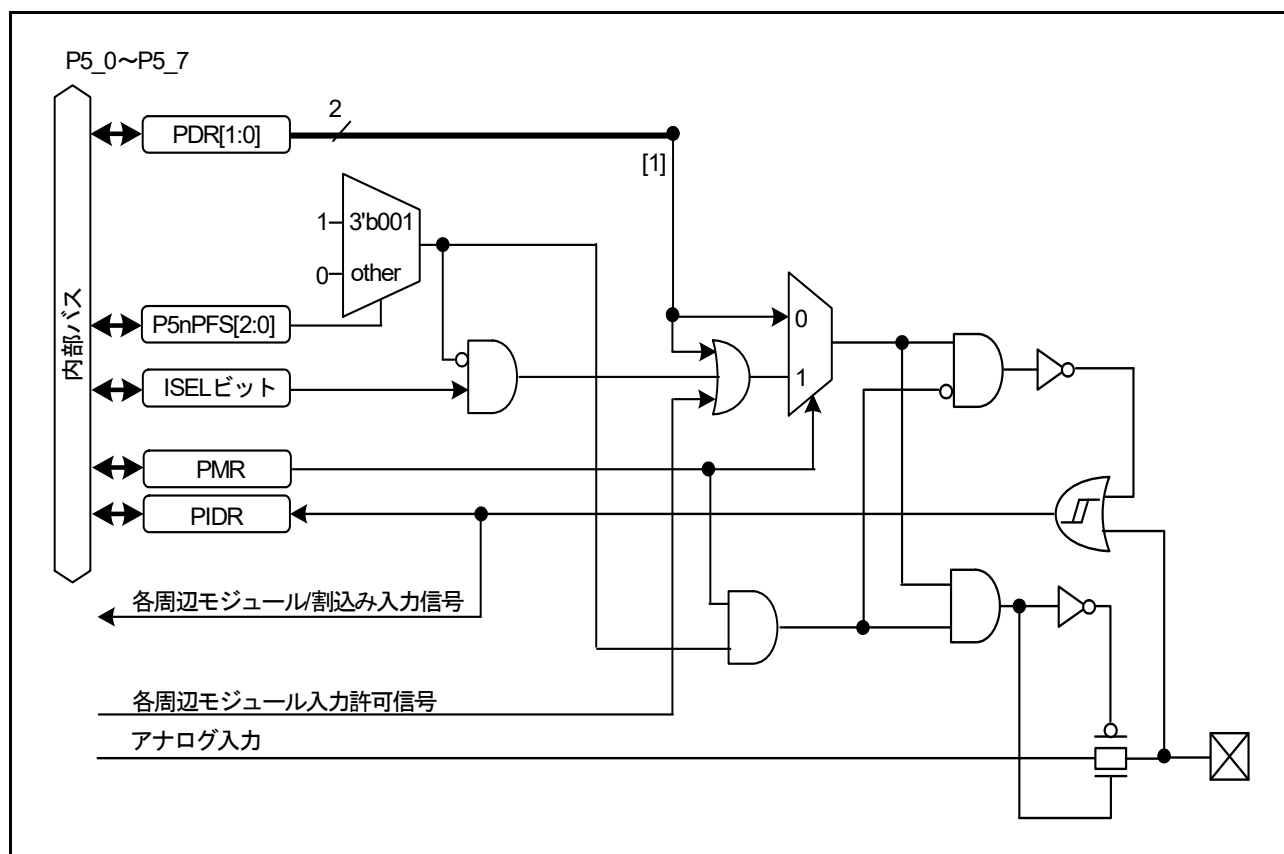 P5_0~P5_7
2
PDR[1:0]
[1]
1
3'b001
0
other
0
P5nPFS[2:0]
内部バス
1
ISELビット
PMR
PIDR
各周辺モジュール/割込み入力信号
各周辺モジュール入力許可信号
アナログ入力